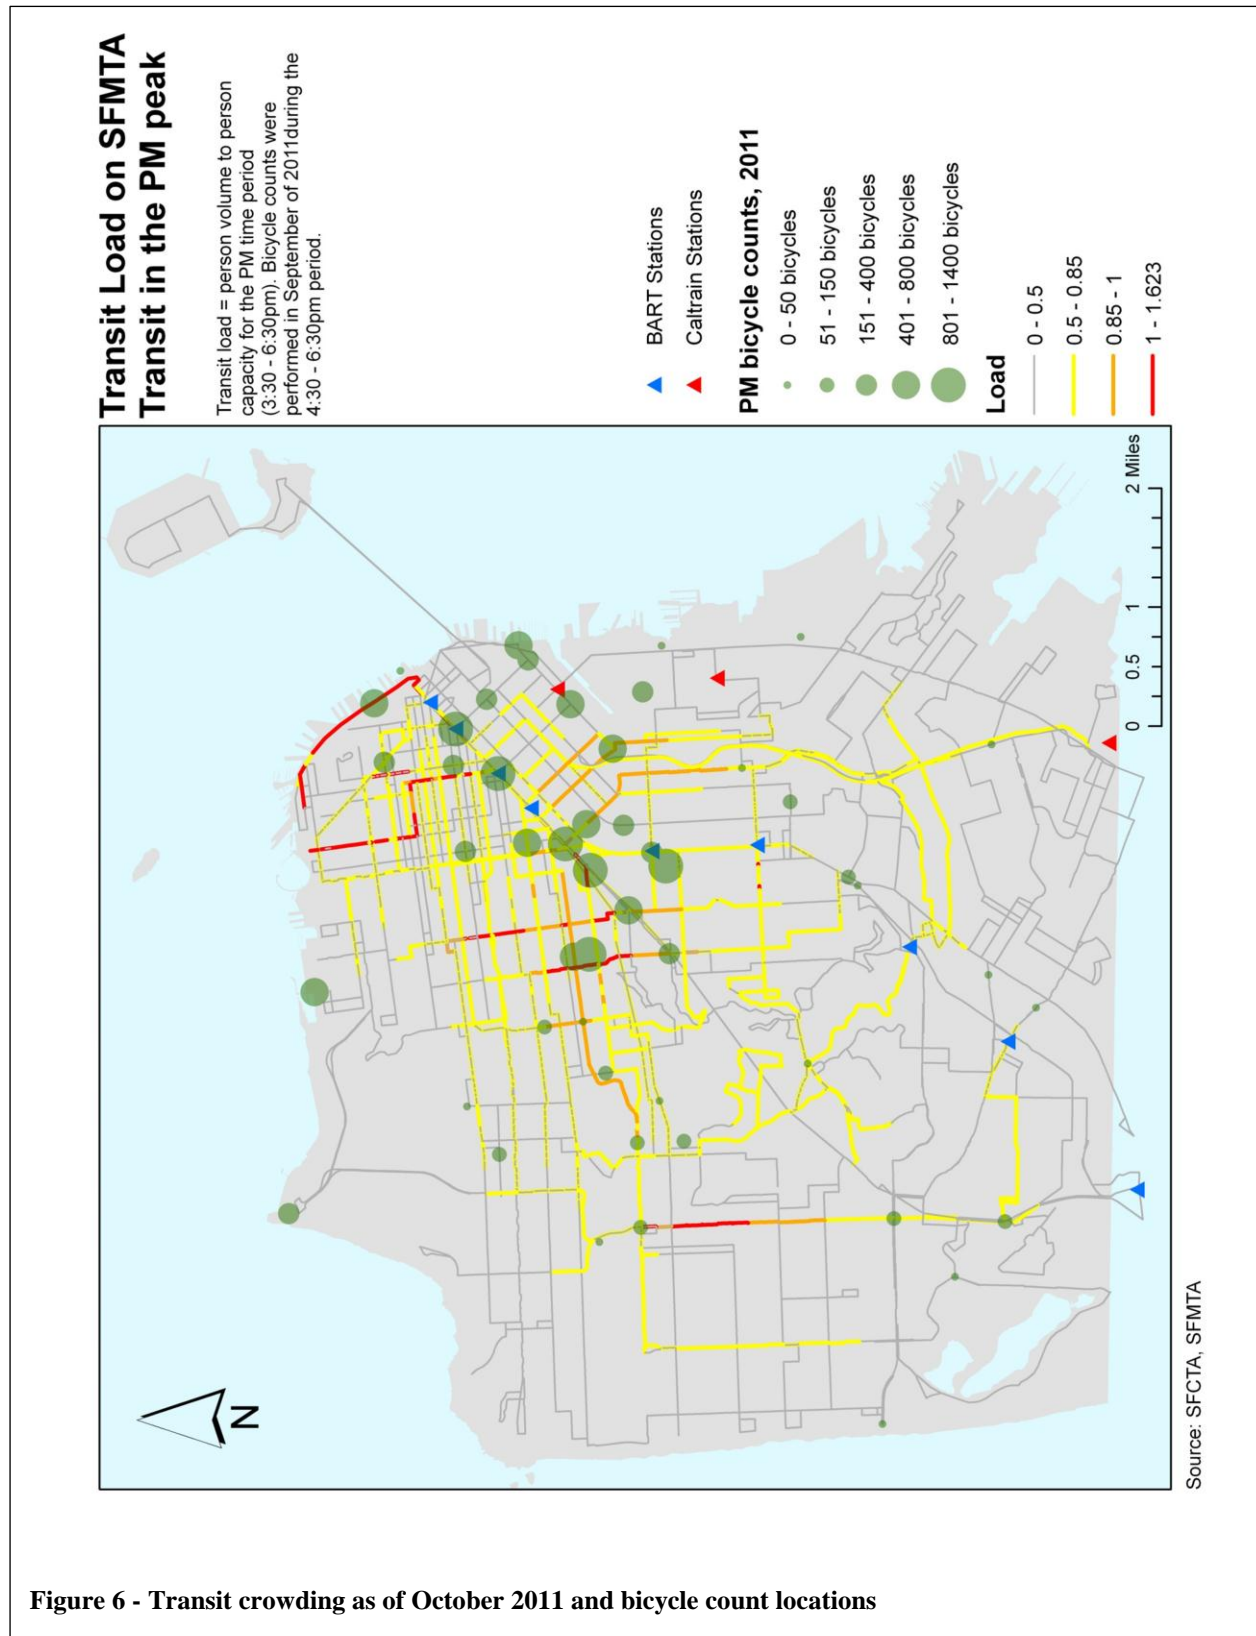 Transit Load on SFMTA
Transit in the PM peak
Transit load = person volume to person
capacity for the PM time period
(3:30 - 6:30pm). Bicycle counts were
performed in September of 2011during the
4:30 - 6:30pm period.
BART Stations
Caltrain Stations
PM bicycle counts, 2011
0 - 50 bicycles
51 - 150 bicycles
151 - 400 bicycles
401 - 800 bicycles
801 - 1400 bicycles
Load
0 - 0.5
0.5 - 0.85
0.85 - 1
1 - 1.623
N
0 0.5 1 2 Miles
Source: SFCTA, SFMTA
Figure 6 - Transit crowding as of October 2011 and bicycle count locations